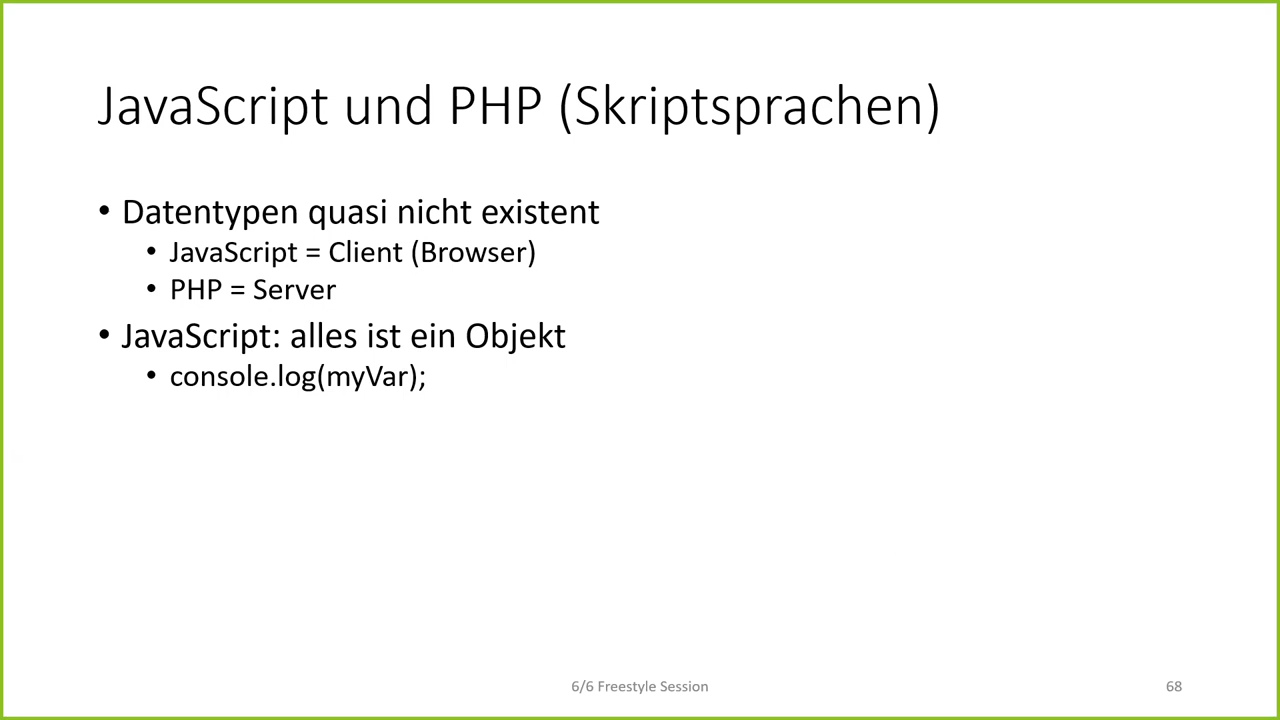 JavaScript und PHP (Skriptsprachen)
• Datentypen quasi nicht existent
• JavaScript = Client (Browser)
• PHP = Server
• JavaScript: alles ist ein Objekt
• console.log(myVar);
6/6 Freestyle Session
68